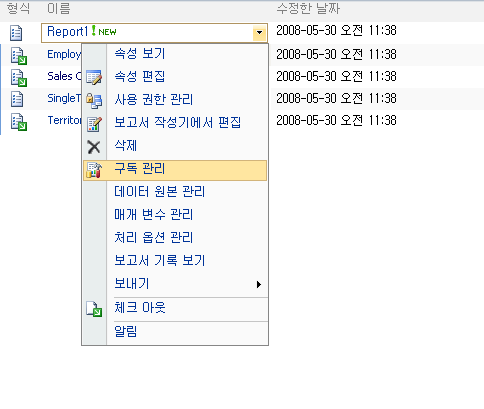 형식 이름 수정한 날짜
Report1 ! NEW 2008-05-30 오전 11:38
Employ 2008-05-30 오전 11:38
Sales C 2008-05-30 오전 11:38
SingleT 2008-05-30 오전 11:38
Territor 2008-05-30 오전 11:38
속성 보기
속성 편집
사용 권한 관리
보고서 작성기에서 편집
삭제
구독 관리
데이터 원본 관리
매개 변수 관리
처리 옵션 관리
보고서 기록 보기
보내기
체크 아웃
알림